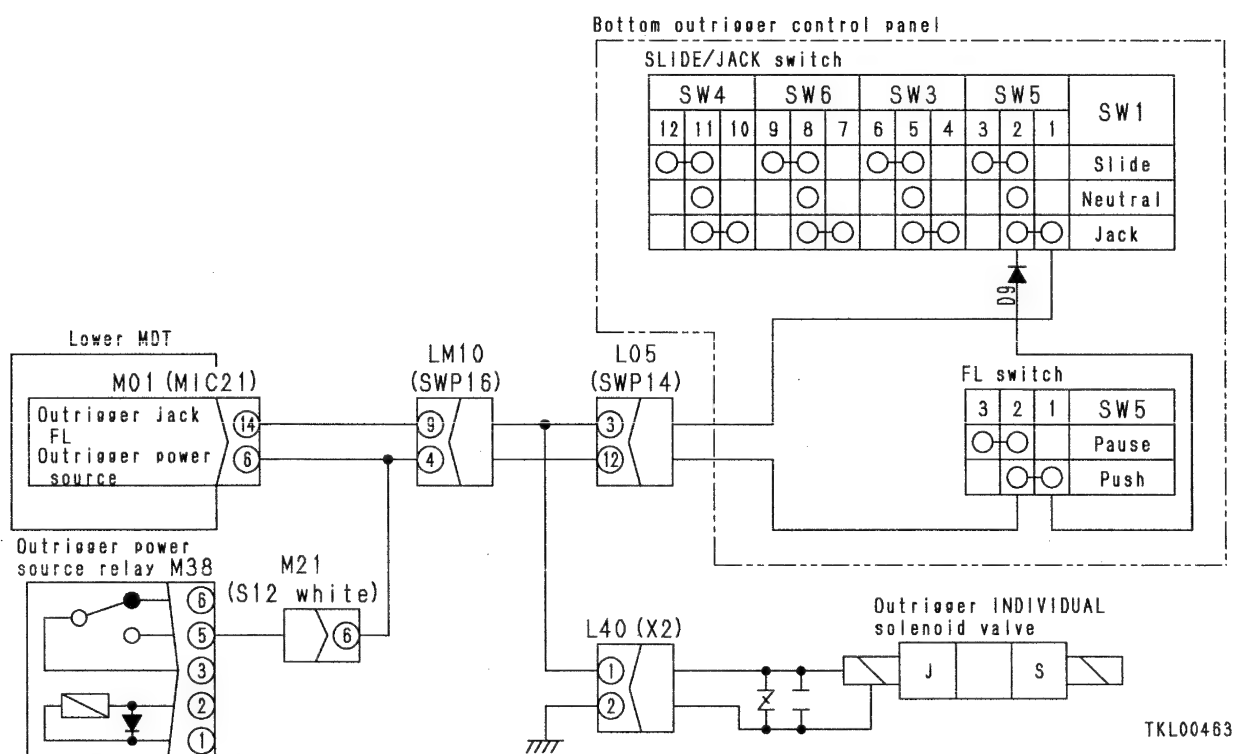 Bottom outrigger control panel
SLIDE/JACK switch
SW4 SW6 SW3 SW5 SW1
12 11 10 9 8 7 6 5 4 3 2 1
Slide
Neutral
Jack
D9
Lower MDT
M01 (MIC21)
LM10
(SWP16)
L05
(SWP14)
FL switch
3 2 1 SW5
Pause
Push
Outrigger jack
FL
Outrigger power
source
14
6
9
4
3
12
Outrigger power
source relay M38
M21
(S12 white)
6
6
5
3
2
1
L40 (X2)
1
2
Outrigger INDIVIDUAL
solenoid valve
J S
TKL00463